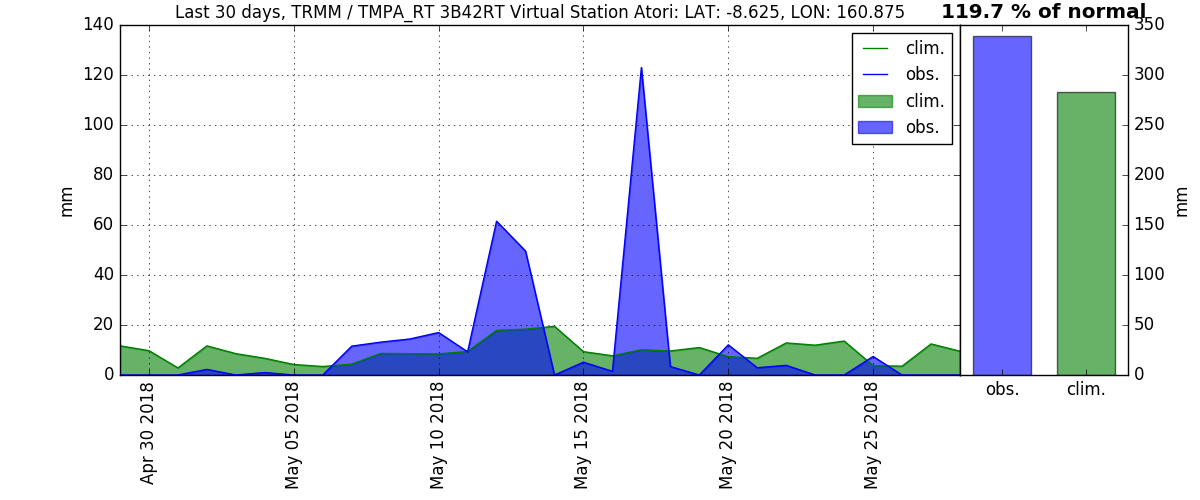 Last 30 days, TRMM / TMPA_RT 3B42RT Virtual Station Atori: LAT: -8.625, LON: 160.875
119.7 % of normal
140
120
100
80
60
40
20
0
mm
clim.
obs.
clim.
obs.
Apr 30 2018
May 05 2018
May 10 2018
May 15 2018
May 20 2018
May 25 2018
350
300
250
200
150
100
50
0
mm
obs.
clim.